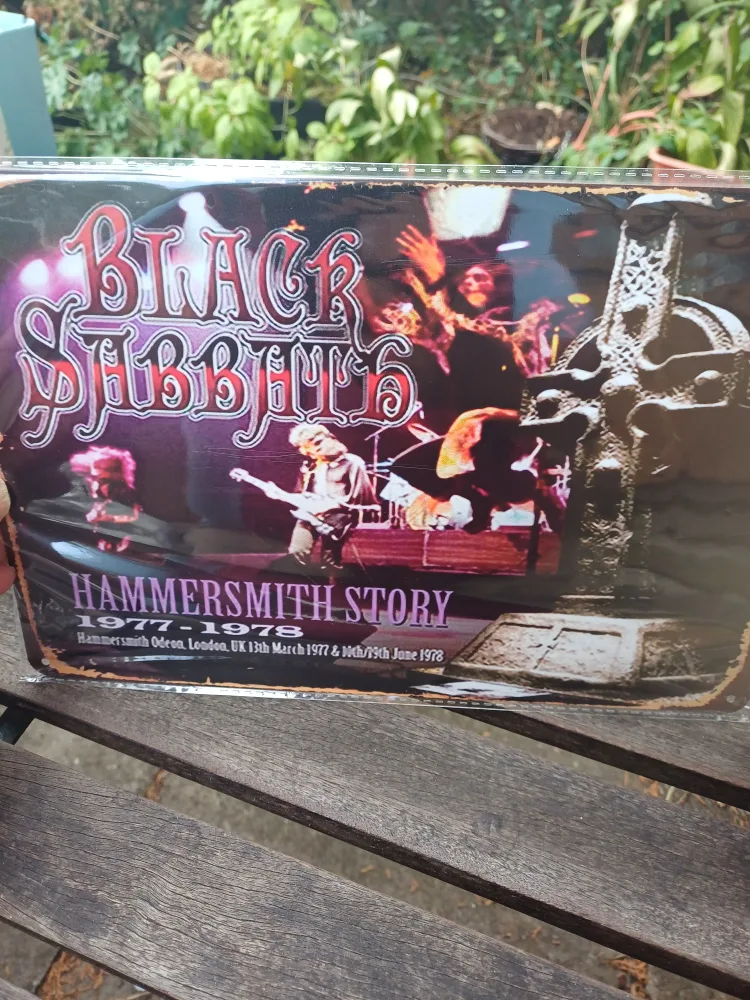 BLACK
SABBATH
HAMMERSMITH STORY
1977-1978
Hammersmith Odeon, London, UK 13th March 1977 & 10th/19th June 1978